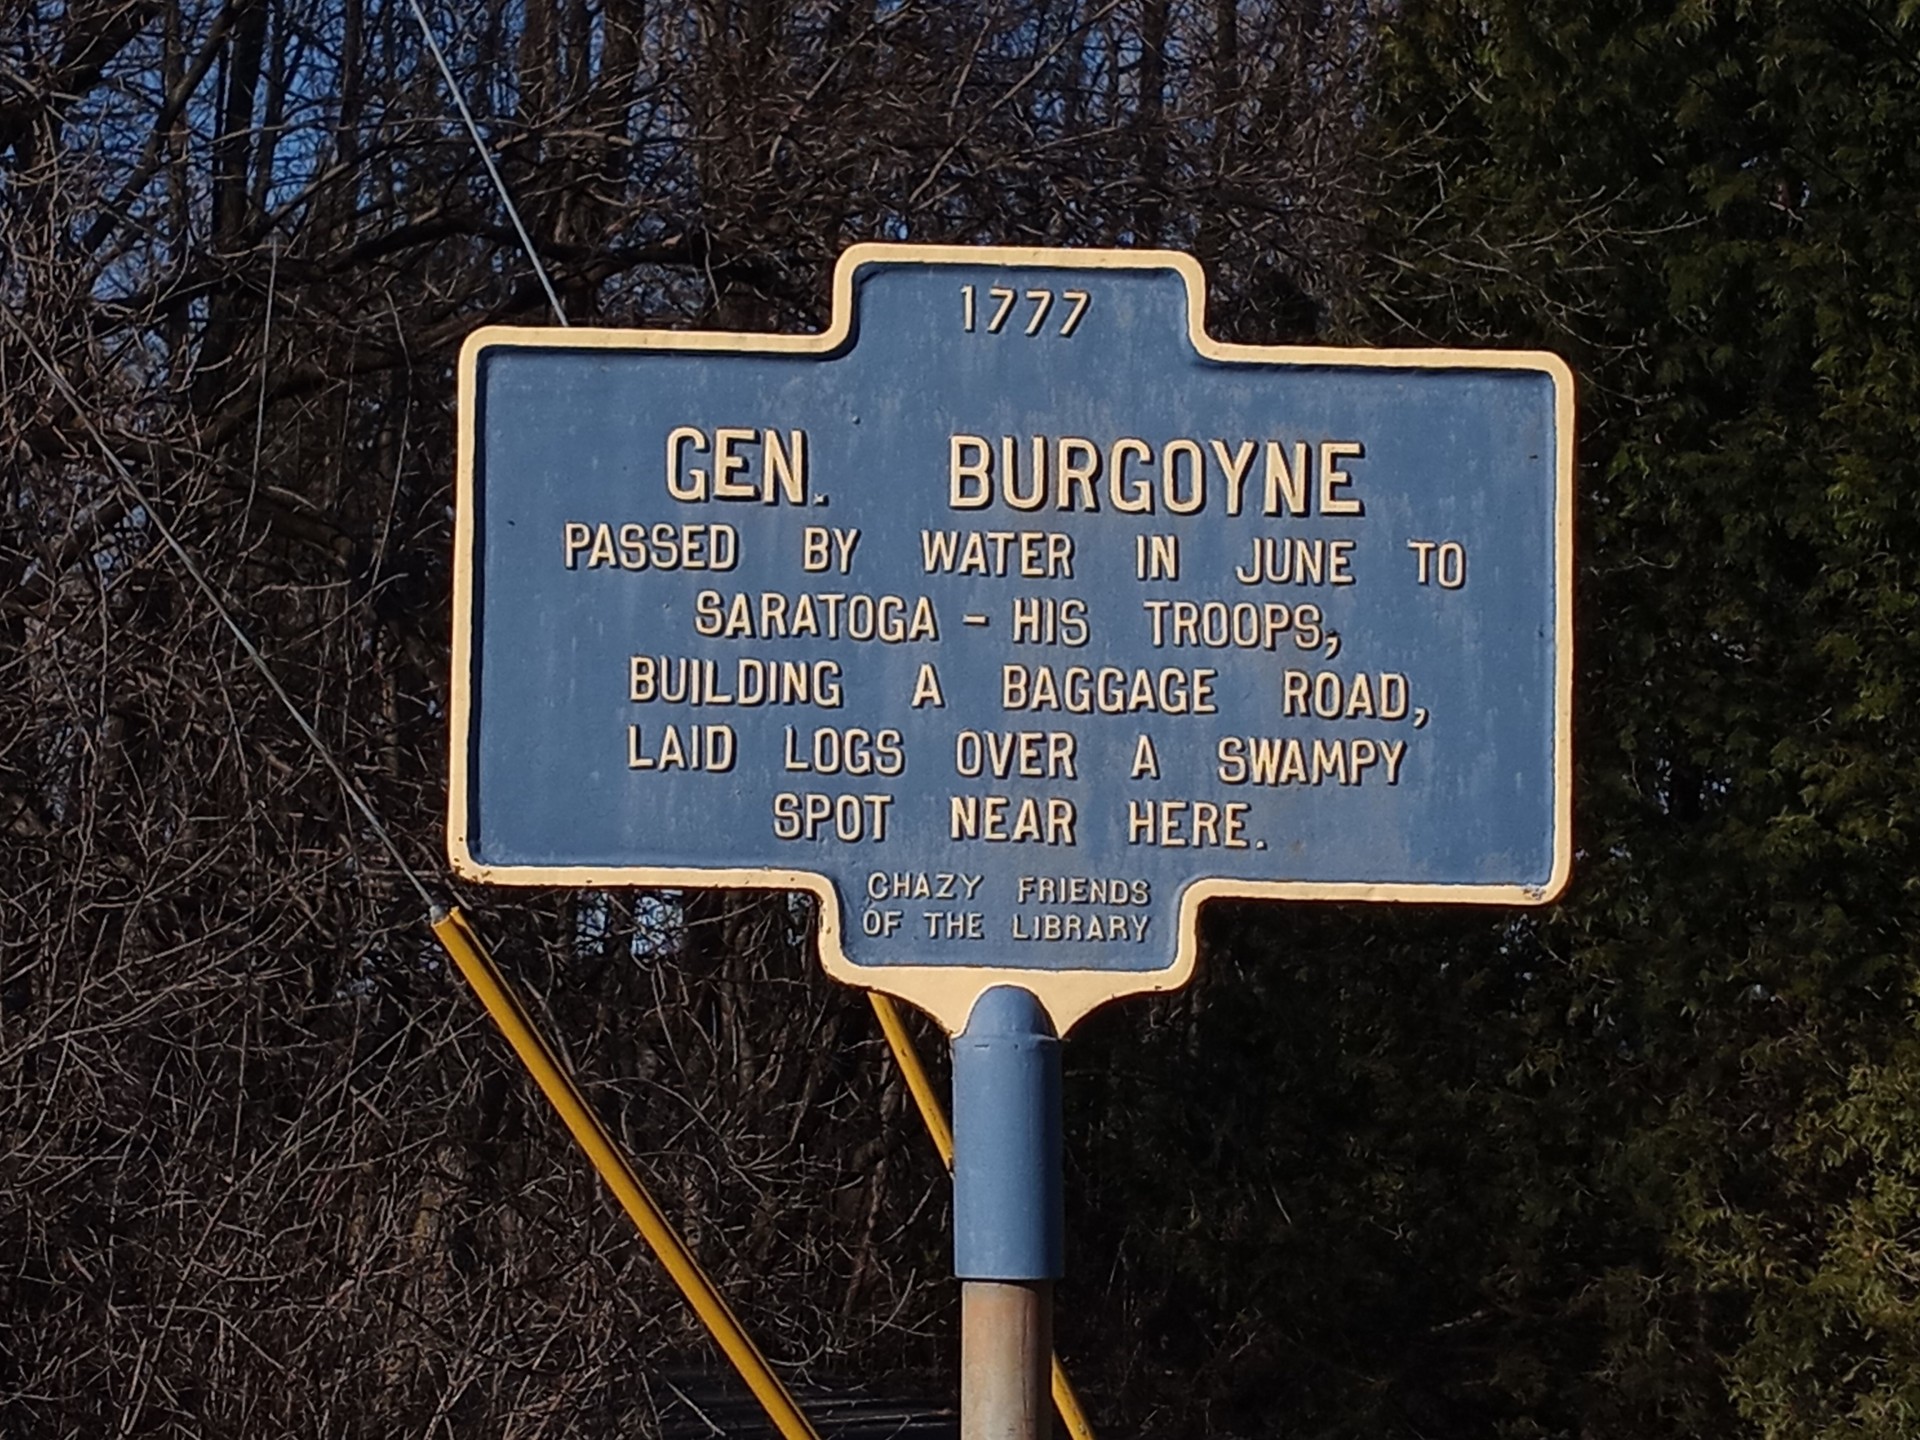 1777
GEN. BURGOYNE
PASSED BY WATER IN JUNE TO
SARATOGA - HIS TROOPS,
BUILDING A BAGGAGE ROAD,
LAID LOGS OVER A SWAMPY
SPOT NEAR HERE.
CHAZY FRIENDS
OF THE LIBRARY